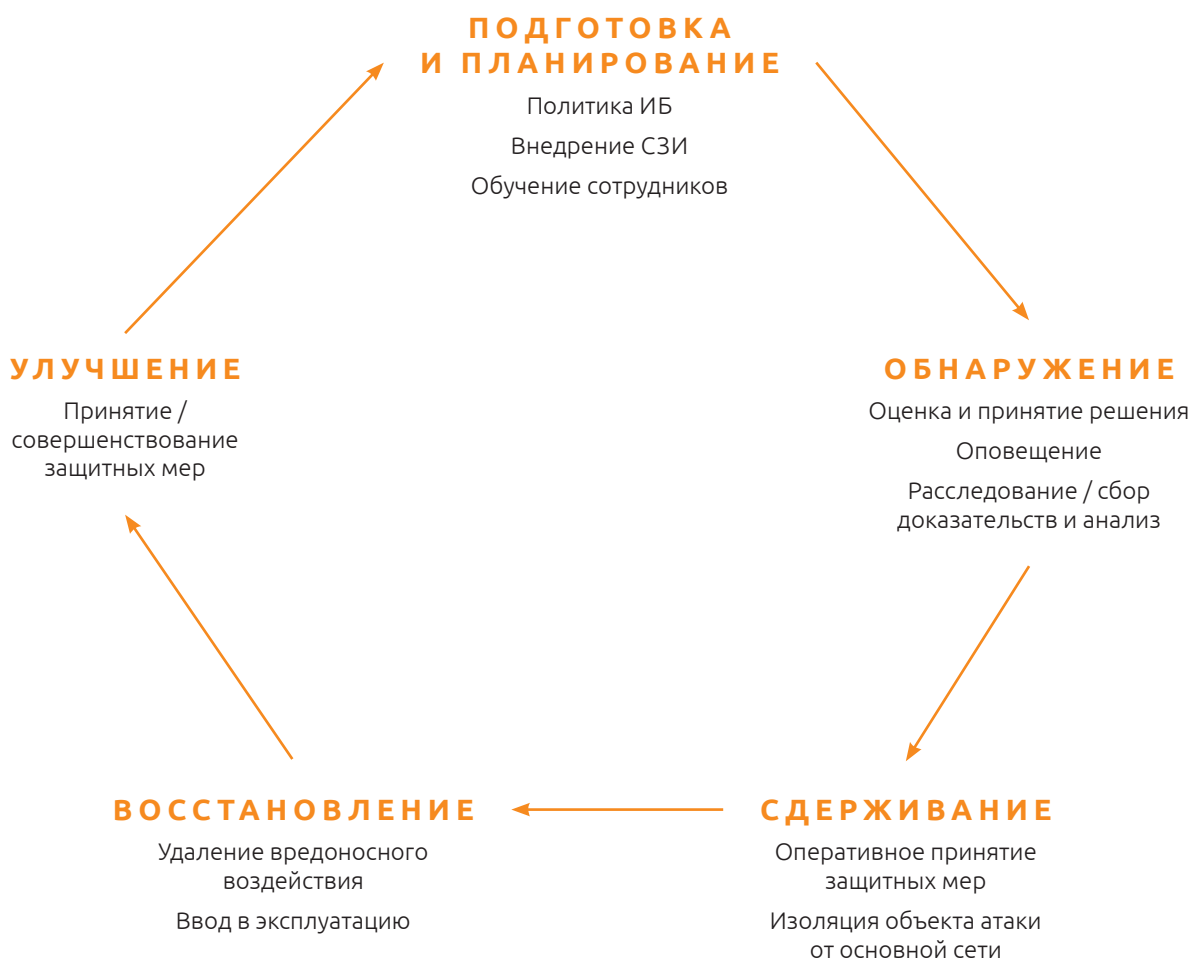 ПОДГОТОВКА
И ПЛАНИРОВАНИЕ
Политика ИБ
Внедрение СЗИ
Обучение сотрудников
ОБНАРУЖЕНИЕ
Оценка и принятие решения
Оповещение
Расследование / сбор
доказательств и анализ
СДЕРЖИВАНИЕ
Оперативное принятие
защитных мер
Изоляция объекта атаки
от основной сети
ВОССТАНОВЛЕНИЕ
Удаление вредоносного
воздействия
Ввод в эксплуатацию
УЛУЧШЕНИЕ
Принятие /
совершенствование
защитных мер